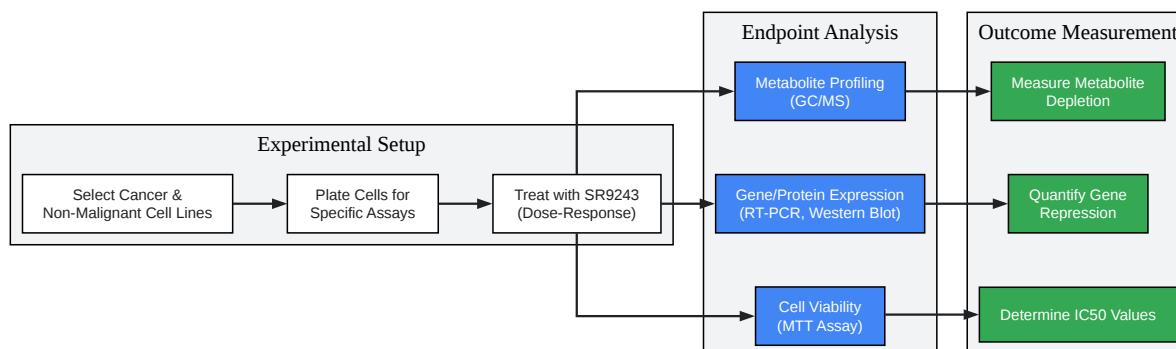 Endpoint Analysis
Outcome Measurement
Metabolite Profiling
(GC/MS)
Measure Metabolite
Depletion
Experimental Setup
Select Cancer &
Non-Malignant Cell Lines
Plate Cells for
Specific Assays
Treat with SR9243
(Dose-Response)
Gene/Protein Expression
(RT-PCR, Western Blot)
Quantify Gene
Repression
Cell Viability
(MTT Assay)
Determine IC50 Values